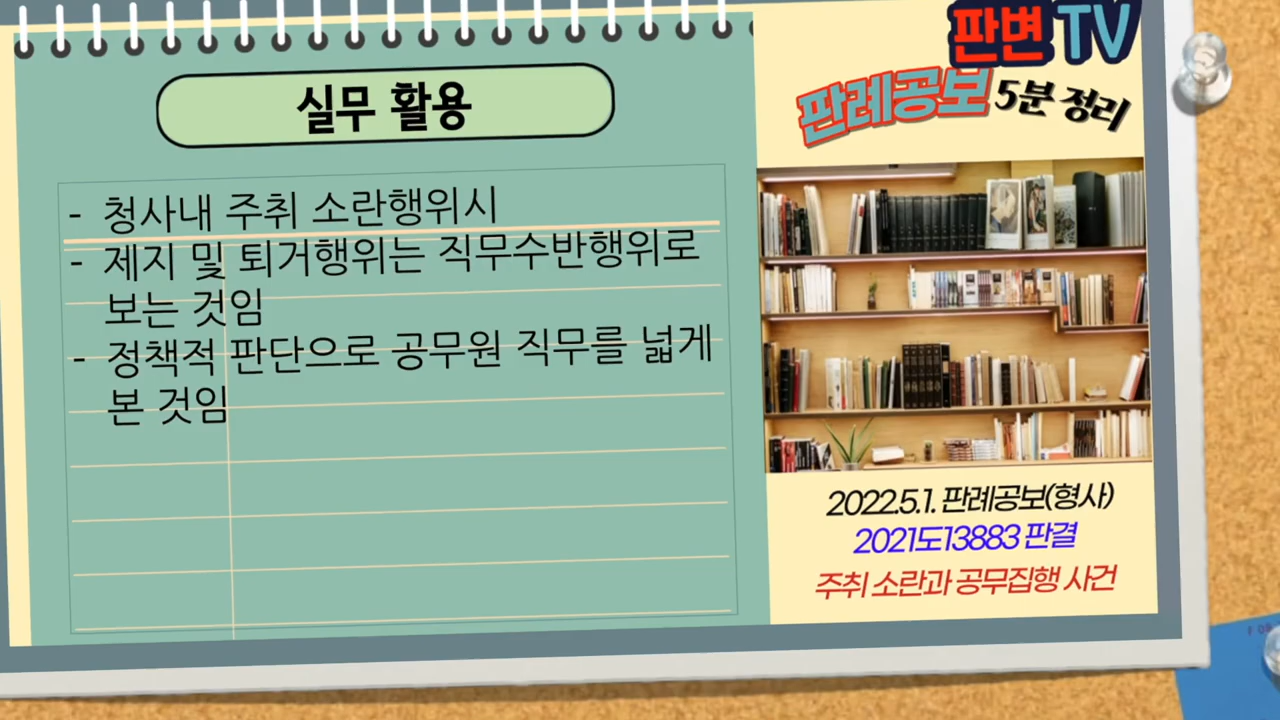 판변 TV
판례공보 5분 정리
실무 활용
- 청사내 주취 소란행위시
- 제지 및 퇴거행위는 직무수반행위로
보는 것임
- 정책적 판단으로 공무원 직무를 넓게
본 것임
2022.5.1. 판례공보(형사)
2021도13883 판결
주취 소란과 공무집행 사건